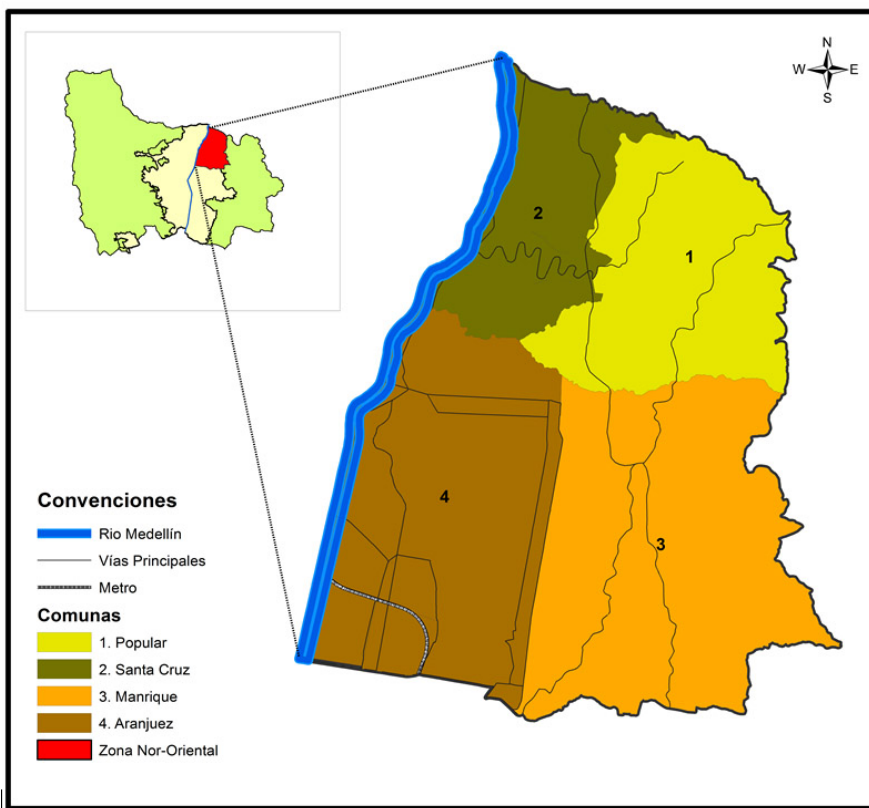 N
W E
S
2
1
4
3
Convenciones
Rio Medellín
Vías Principales
Metro
Comunas
1. Popular
2. Santa Cruz
3. Manrique
4. Aranjuez
Zona Nor-Oriental